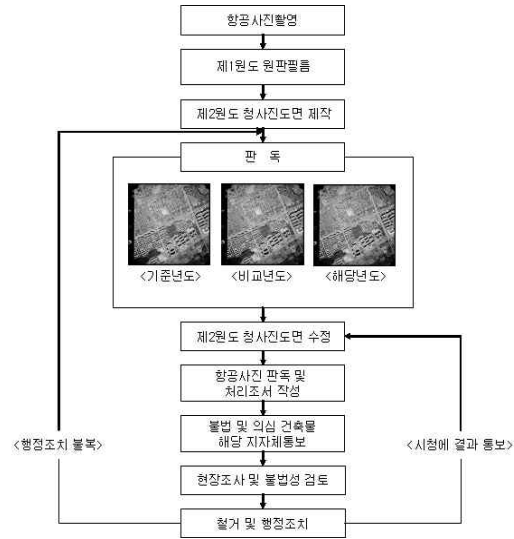 항공사진촬영
제1원도 원판필름
제2원도 청사진도면 제작
판 독
<기준년도>
<비교년도>
<해당년도>
제2원도 청사진도면 수정
항공사진 판독 및
처리조서 작성
불법 및 의심 건축물
해당 지자체통보
<행정조치 불복>
<시청에 결과 통보>
현장조사 및 불법성 검토
철거 및 행정조치